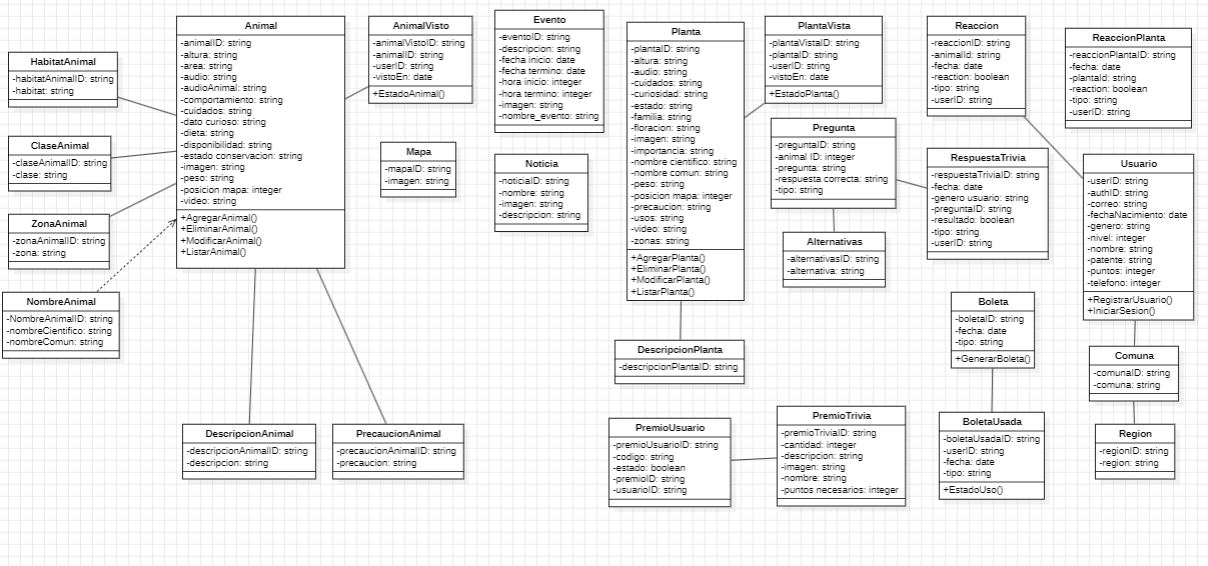 HabitatAnimal
-habitatAnimalID: string
-habitat: string
ClaseAnimal
-claseAnimalID: string
-clase: string
ZonaAnimal
-zonaAnimalID: string
-zona: string
NombreAnimal
-NombreAnimalID: string
-nombreCientifico: string
-nombreComun: string
Animal
-animalID: string
-altura: string
-area: string
-audio: string
-audioAnimal: string
-comportamiento: string
-cuidados: string
-dato curioso: string
-dieta: string
-disponibilidad: string
-estado conservacion: string
-imagen: string
-peso: string
-posicion mapa: integer
-video: string
+AgregarAnimal()
+EliminarAnimal()
+ModificarAnimal()
+ListarAnimal()
DescripcionAnimal
-descripcionAnimalID: string
-descripcion: string
PrecaucionAnimal
-precaucionAnimalID: string
-precaucion: string
AnimalVisto
-animalVistoID: string
-animalID: string
-userID: string
-vistoEn: date
+EstadoAnimal()
Mapa
-mapaID: string
-imagen: string
Evento
-eventoID: string
-descripcion: string
-fecha inicio: date
-fecha termino: date
-hora inicio: integer
-hora termino: integer
-imagen: string
-nombre_evento: string
Noticia
-noticiaID: string
-nombre: string
-imagen: string
-descripcion: string
Planta
-plantaID: string
-altura: string
-audio: string
-cuidados: string
-curiosidad: string
-estado: string
-familia: string
-floracion: string
-imagen: string
-importancia: string
-nombre cientifico: string
-nombre comun: string
-peso: string
-posicion mapa: integer
-precaucion: string
-usos: string
-video: string
-zonas: string
+AgregarPlanta()
+EliminarPlanta()
+ModificarPlanta()
+ListarPlanta()
DescripcionPlanta
-descripcionPlantaID: string
PremioUsuario
-premioUsuarioID: string
-codigo: string
-estado: boolean
-premioID: string
-usuarioID: string
PlantaVista
-plantaVistaID: string
-plantaID: string
-userID: string
-vistoEn: date
+EstadoPlanta()
Pregunta
-preguntaID: string
-animal ID: integer
-pregunta: string
-respuesta correcta: string
-tipo: string
Alternativas
-alternativasID: string
-alternativa: string
PremioTrivia
-premioTriviaID: string
-cantidad: integer
-descripcion: string
-imagen: string
-nombre: string
-puntos necesarios: integer
Reaccion
-reaccionID: string
-animalId: string
-fecha: date
-reaction: boolean
-tipo: string
-userID: string
RespuestaTrivia
-respuestaTriviaID: string
-fecha: date
-genero usuario: string
-preguntaID: string
-resultado: boolean
-tipo: string
-userID: string
Boleta
-boletaID: string
-fecha: date
-tipo: string
+GenerarBoleta()
BoletaUsada
-boletaUsadaID: string
-userID: string
-fecha: date
-tipo: string
+EstadoUso()
ReaccionPlanta
-reaccionPlantaID: string
-fecha: date
-plantaId: string
-reaction: boolean
-tipo: string
-userID: string
Usuario
-userID: string
-authID: string
-correo: string
-fechaNacimiento: date
-genero: string
-nivel: integer
-nombre: string
-patente: string
-puntos: integer
-telefono: integer
+RegistrarUsuario()
+IniciarSesion()
Comuna
-comunaID: string
-comuna: string
Region
-regionID: string
-region: string